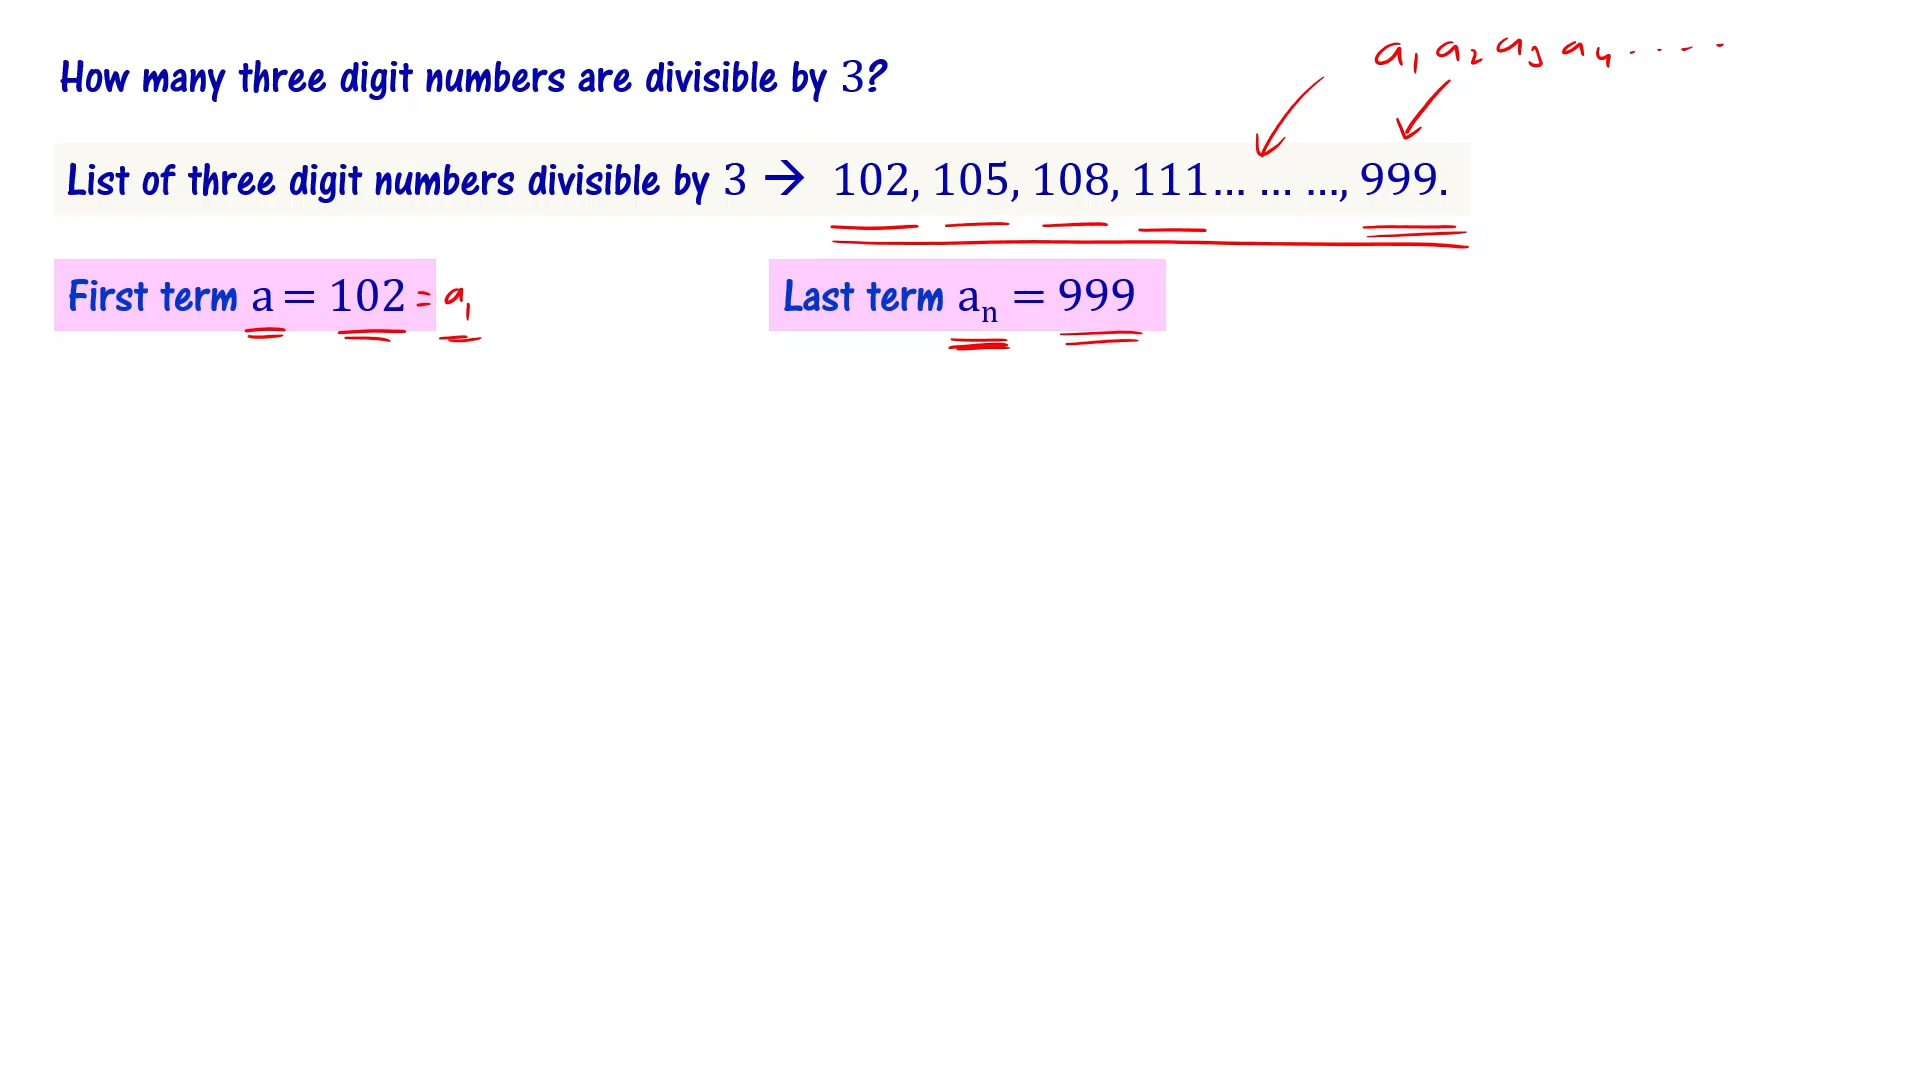 a₁ a₂ a₃ a₄ . . . .
How many three digit numbers are divisible by 3?
List of three digit numbers divisible by 3 → 102, 105, 108, 111... ... ..., 999.
First term a = 102 = a₁
Last term aₙ = 999